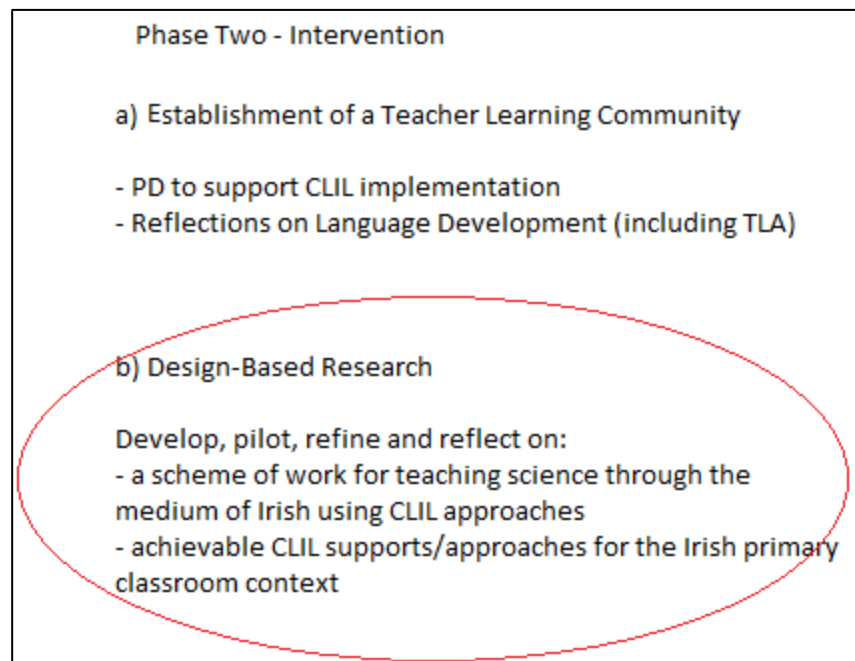 Phase Two - Intervention
a) Establishment of a Teacher Learning Community
- PD to support CLIL implementation
- Reflections on Language Development (including TLA)
b) Design-Based Research
Develop, pilot, refine and reflect on:
- a scheme of work for teaching science through the
medium of Irish using CLIL approaches
- achievable CLIL supports/approaches for the Irish primary
classroom context